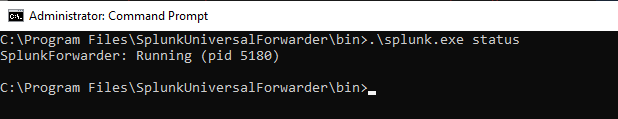 Administrator: Command Prompt
C:\Program Files\SplunkUniversalForwarder\bin>.\splunk.exe status
SplunkForwarder: Running (pid 5180)
C:\Program Files\SplunkUniversalForwarder\bin>